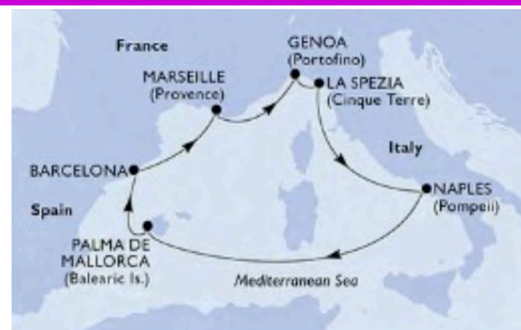 France
GENOA
(Portofino)
MARSEILLE
(Provence)
LA SPEZIA
(Cinque Terre)
Italy
BARCELONA
NAPLES
(Pompeii)
Spain
PALMA DE
MALLORCA
(Balearic Is.)
Mediterranean Sea